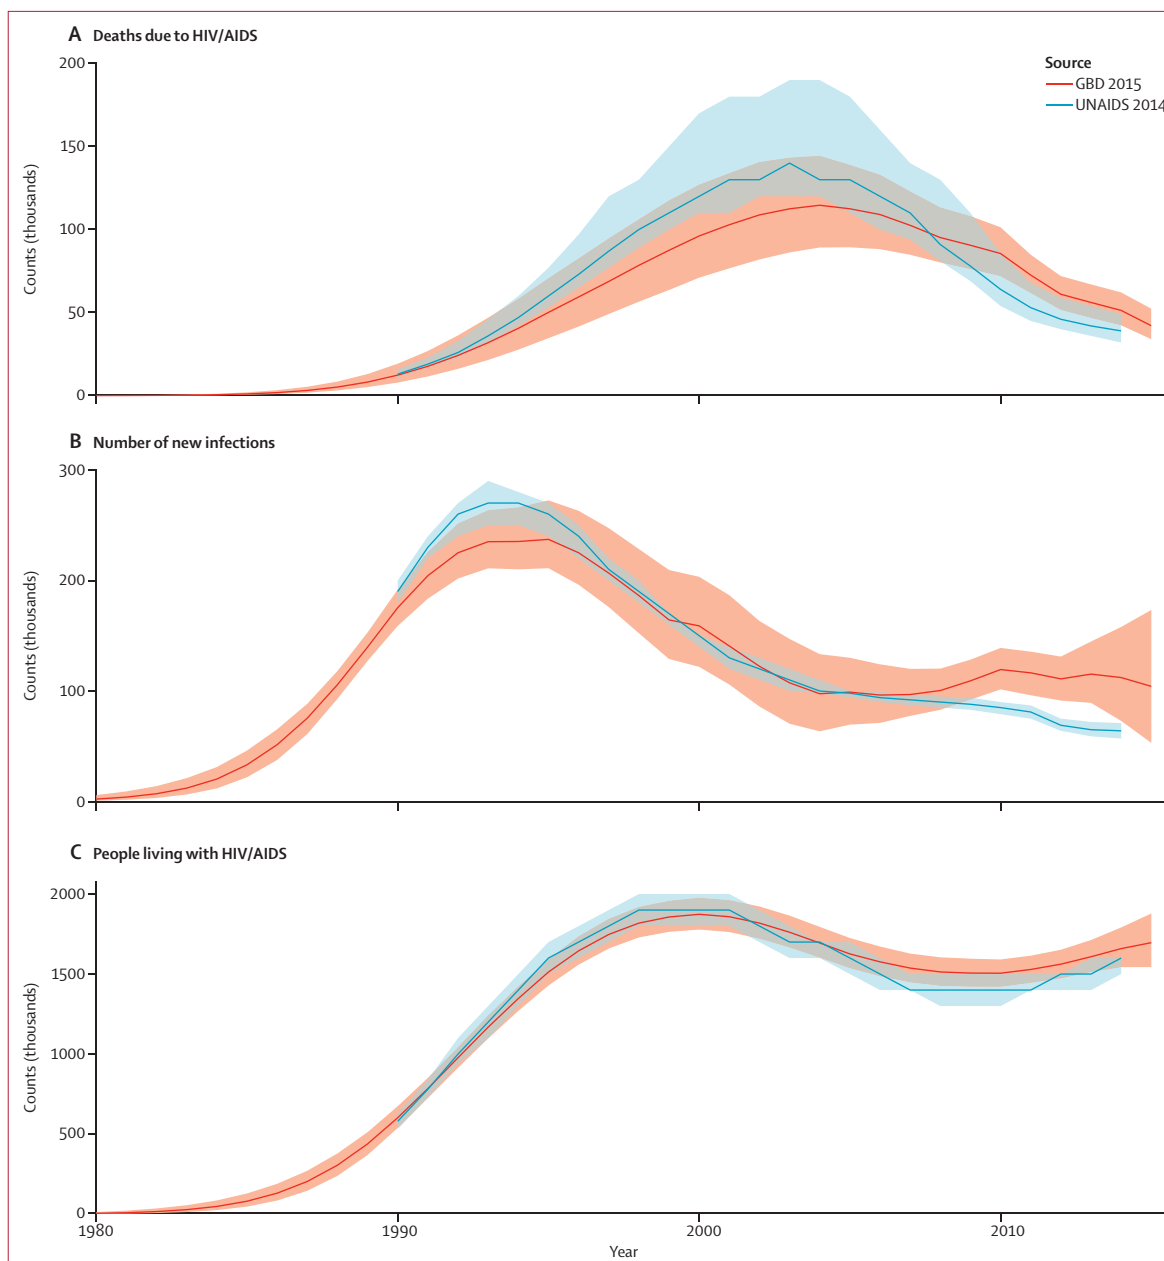 A Deaths due to HIV/AIDS
Source
GBD 2015
UNAIDS 2014
200
150
100
50
0
Counts (thousands)
B Number of new infections
300
200
100
0
Counts (thousands)
C People living with HIV/AIDS
2000
1500
1000
500
0
Counts (thousands)
1980 1990 2000 2010
Year